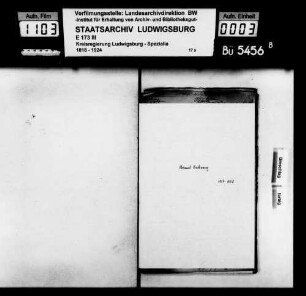 Aufn. Film
1103
Verfilmungsstelle: Landesarchivdirektion BW
-Institut für Erhaltung von Archiv- und Bibliotheksgut-
STAATSARCHIV LUDWIGSBURG
E 173 III
Kreisregierung Ludwigsburg - Spezialia
1818 - 1924
17 x
Aufn. Einheit
0003
Bü 5456 B